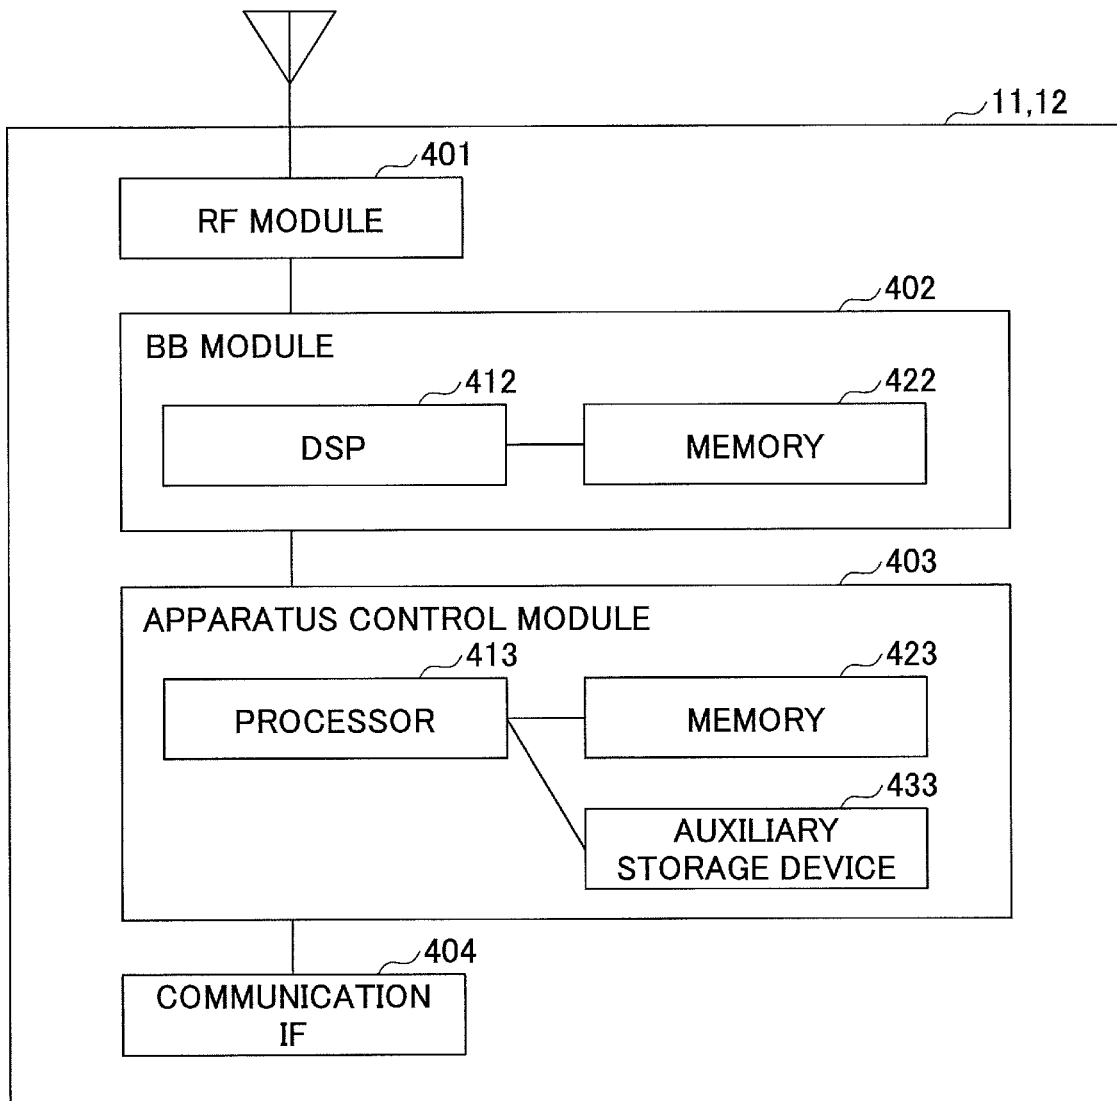 11,12
401
RF MODULE
402
BB MODULE
412
DSP
422
MEMORY
403
APPARATUS CONTROL MODULE
413
PROCESSOR
423
MEMORY
433
AUXILIARY
STORAGE DEVICE
404
COMMUNICATION
IF